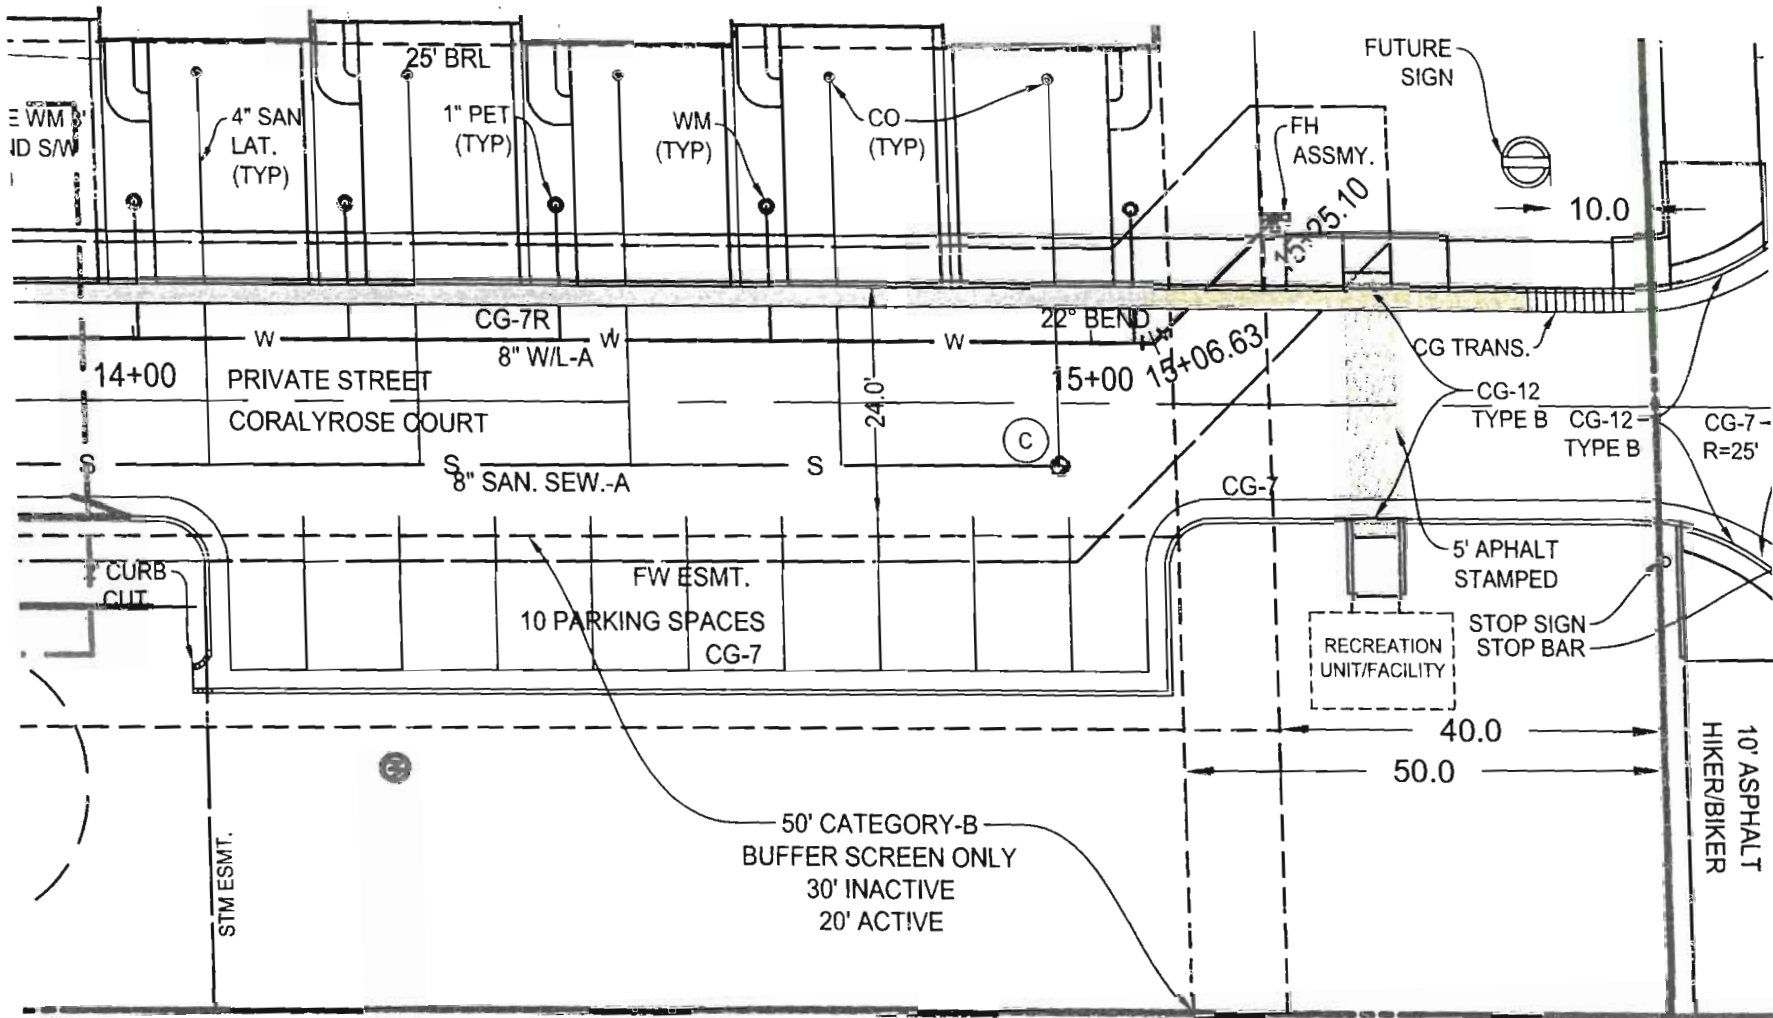 25' BRL
FUTURE
SIGN
E WM
ND S/W
4" SAN
LAT.
(TYP)
1" PET
(TYP)
WM
(TYP)
CO
(TYP)
FH
ASSMY.
10.0
CG-7R
W
W
W
8" W/L-A
22° BEND
15+06.63
14+00
15+00
PRIVATE STREET
CORALYROSE COURT
24.0'
CG TRANS.
CG-12
TYPE B
CG-12
TYPE B
CG-7
R=25'
C
S
S
S
8" SAN. SEW.-A
CG-7
5' APHALT
STAMPED
CURB
CUT
FW ESMT.
10 PARKING SPACES
CG-7
STOP SIGN
STOP BAR
RECREATION
UNIT/FACILITY
40.0
50.0
10' ASPHALT
HIKER/BIKER
50' CATEGORY-B
BUFFER SCREEN ONLY
30' INACTIVE
20' ACTIVE
STM ESMT.